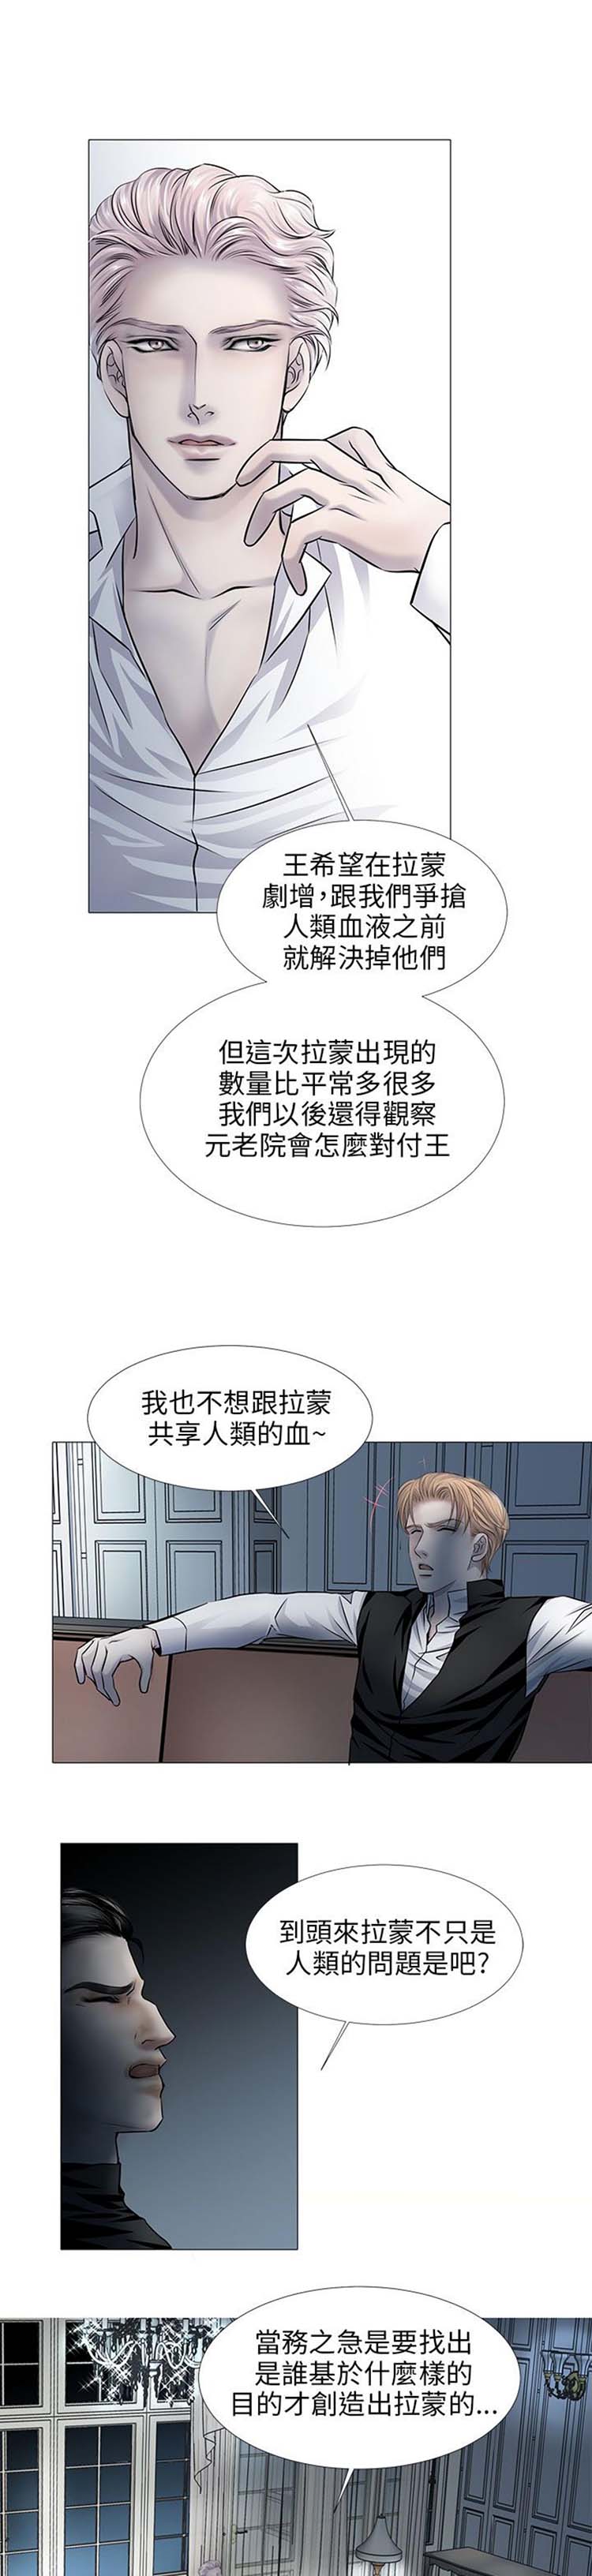 王希望在拉蒙
劇增，跟我們爭搶
人類血液之前
就解決掉他們
但這次拉蒙出現的
數量比平常多很多
我們以後還得觀察
元老院會怎麼對付王
我也不想跟拉蒙
共享人類的血~
到頭來拉蒙不只是
人類的問題是吧?
當務之急是要找出
是誰基於什麼樣的
目的才創造出拉蒙的...